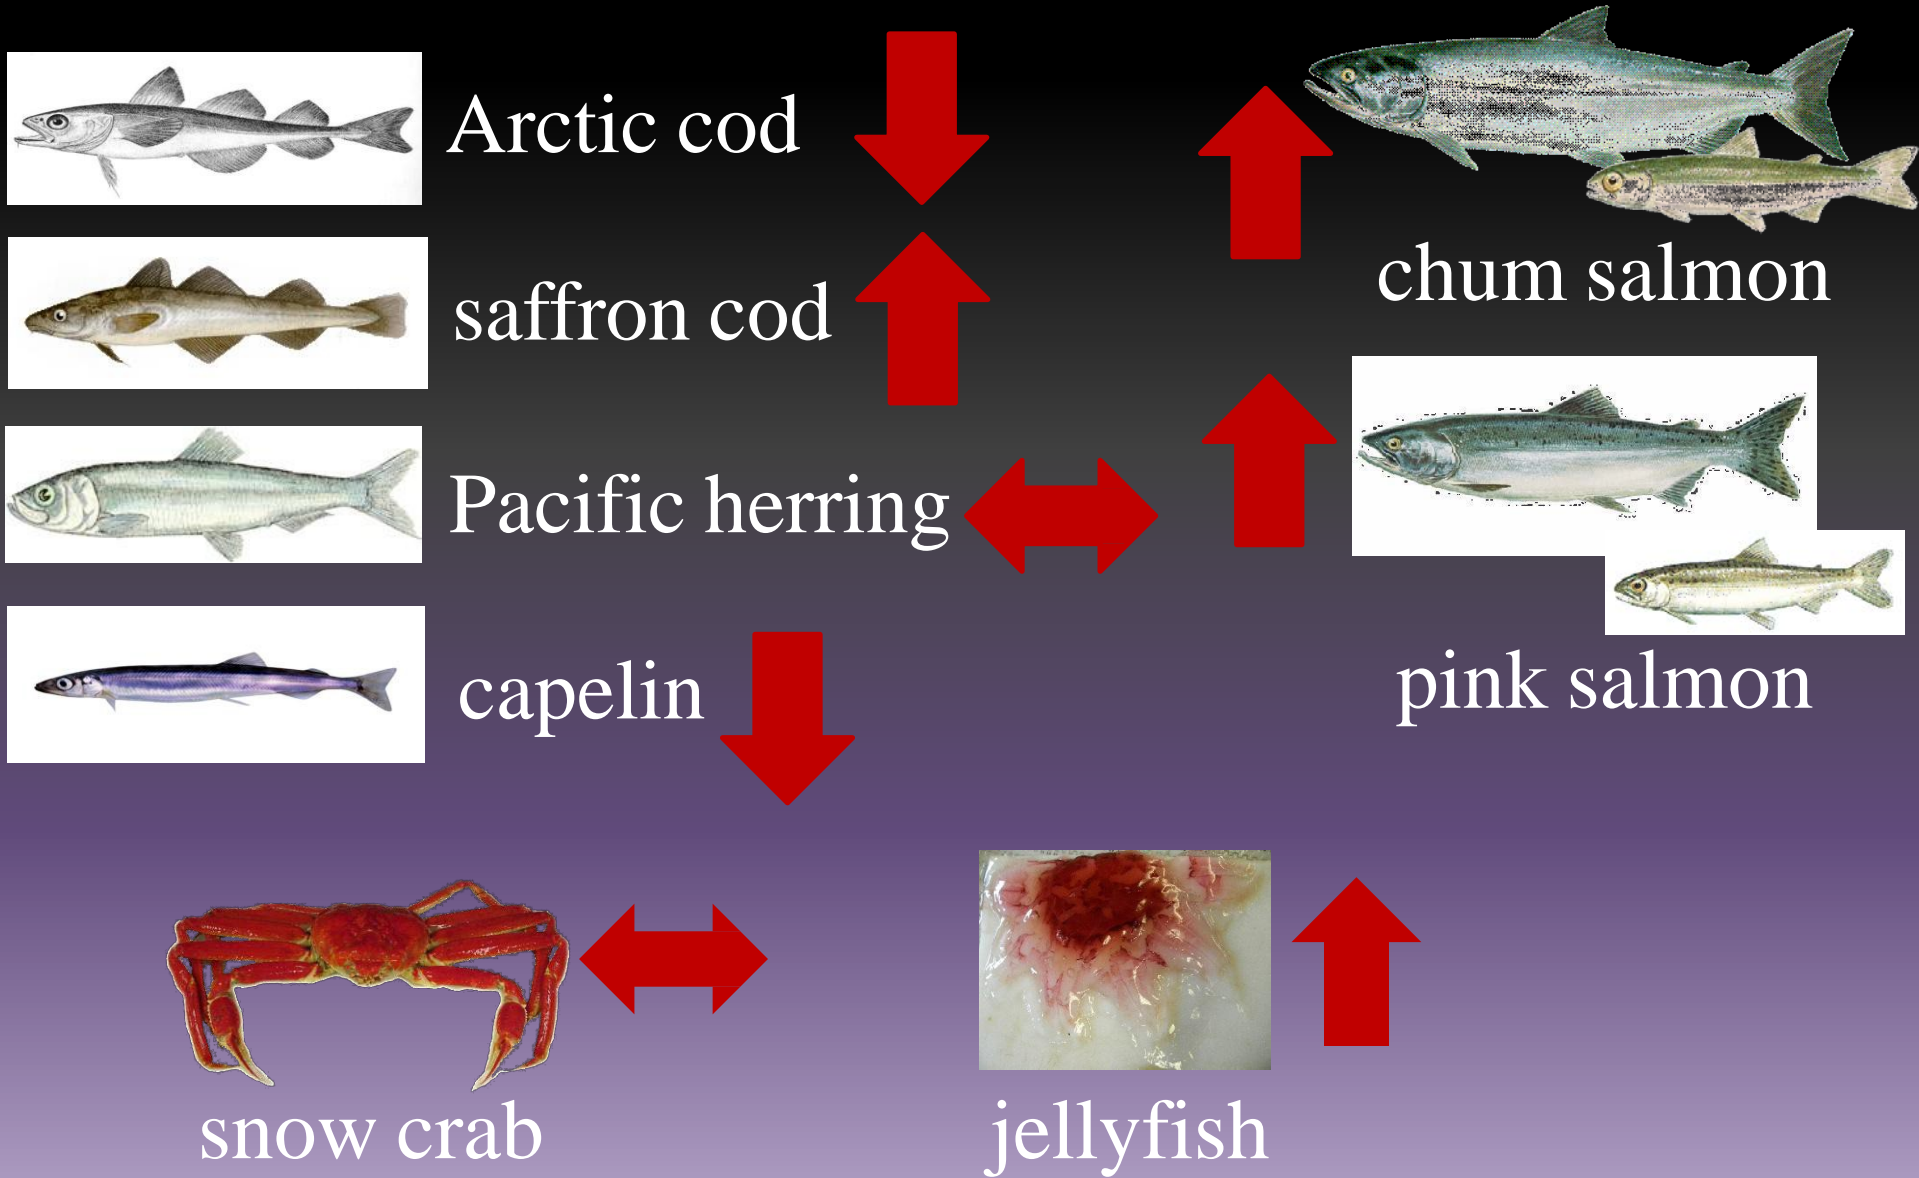 Arctic cod
saffron cod
Pacific herring
capelin
chum salmon
pink salmon
snow crab
jellyfish